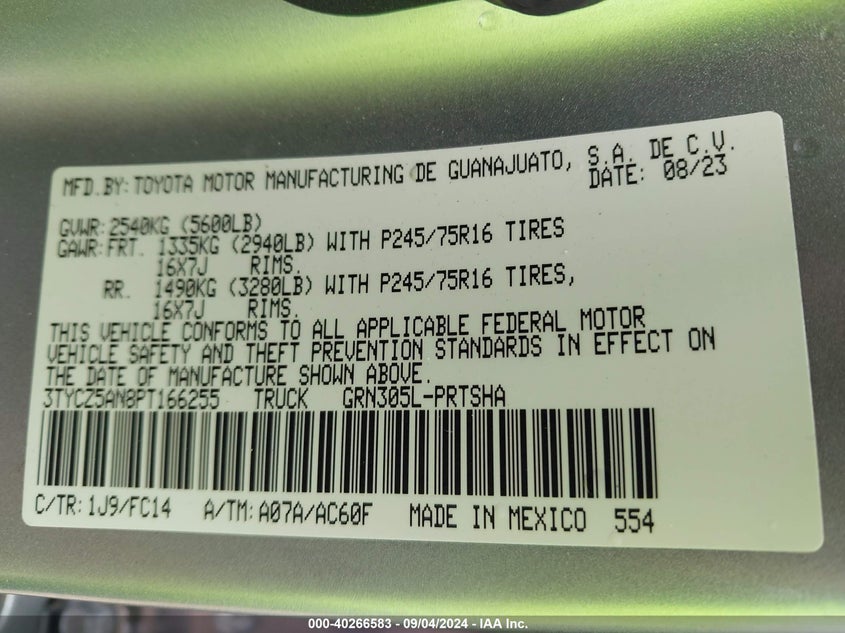 MFD.BY: TOYOTA MOTOR MANUFACTURING DE GUANAJUATO, S.A. DE C.V.
DATE: 08/23
GVWR: 2540KG (5600LB)
GAWR: FRT. 1335KG (2940LB) WITH P245/75R16 TIRES
16X7J RIMS.
RR. 1490KG (3280LB) WITH P245/75R16 TIRES,
16X7J RIMS.
THIS VEHICLE CONFORMS TO ALL APPLICABLE FEDERAL MOTOR
VEHICLE SAFETY AND THEFT PREVENTION STANDARDS IN EFFECT ON
THE DATE OF MANUFACTURE SHOWN ABOVE.
3TYCZ5AN8PT166255 TRUCK GRN305L-PRTSHA
C/TR: 1J9/FC14 A/TM: A07A/AC60F MADE IN MEXICO 554
000-40266583 - 09/04/2024 - IAA Inc.